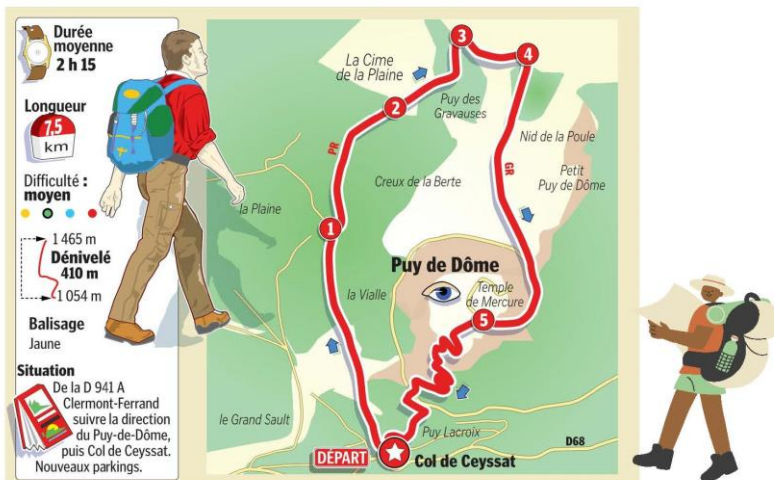 Durée
moyenne
2 h 15
Longueur
7,5
km
Difficulté :
moyen
1 465 m
Dénivelé
410 m
1 054 m
Balisage
Jaune
Situation
De la D 941 A
Clermont-Ferrand
suivre la direction
du Puy-de-Dôme,
puis Col de Ceyssat.
Nouveaux parkings.
3
4
La Cime
de la Plaine
2
Puy des
Gravauses
Nid de la Poule
PR
GR
Petit
Puy de Dôme
Creux de la Berte
la Plaine
1
Puy de Dôme
Temple
de Mercure
la Vialle
5
le Grand Sault
Puy Lacroix
D68
DÉPART
Col de Ceyssat